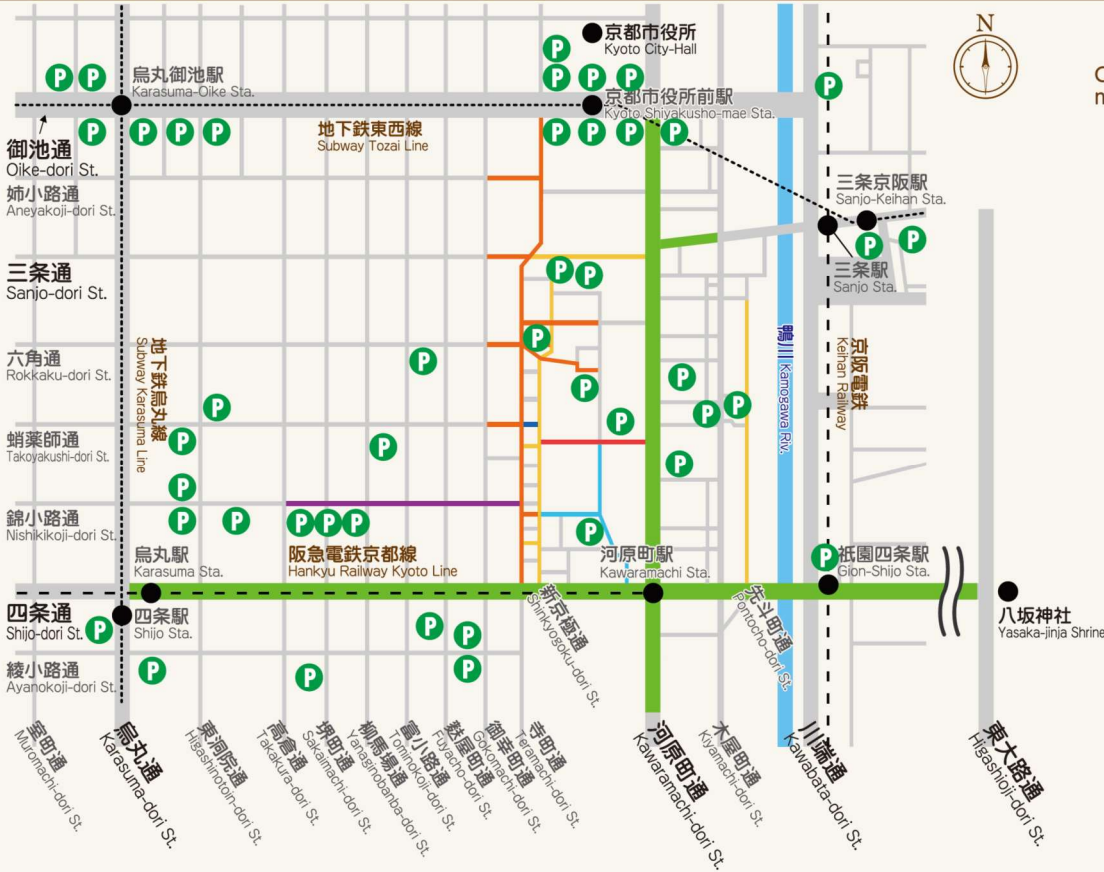 京都市役所
Kyoto City-Hall
N
P
P
P
P
P
P
P
烏丸御池駅
Karasuma-Oike Sta.
京都市役所前駅
Kyoto Shiyakusho-mae Sta.
P
P
P
P
P
P
P
P
地下鉄東西線
Subway Tozai Line
御池通
Oike-dori St.
姉小路通
Aneyakoji-dori St.
三条京阪駅
Sanjo-Keihan Sta.
P
P
三条通
Sanjo-dori St.
P
P
三条駅
Sanjo Sta.
地下鉄烏丸線
Subway Karasuma Line
鴨川 Kamogawa Riv.
京阪電鉄
Keihan Railway
六角通
Rokkaku-dori St.
P
P
P
P
P
P
P
P
蛸薬師通
Takoyakushi-dori St.
P
P
P
P
錦小路通
Nishikikoji-dori St.
P
P
P
P
P
P
烏丸駅
Karasuma Sta.
阪急電鉄京都線
Hankyu Railway Kyoto Line
河原町駅
Kawaramachi Sta.
P
祇園四条駅
Gion-Shijo Sta.
四条通
Shijo-dori St.
P
四条駅
Shijo Sta.
P
P
八坂神社
Yasaka-jinja Shrine
新京極通
Shinkyogoku-dori St.
先斗町通
Pontocho-dori St.
綾小路通
Ayanokoji-dori St.
P
P
P
室町通
Muromachi-dori St.
烏丸通
Karasuma-dori St.
東洞院通
Higashinotoin-dori St.
高倉通
Takakura-dori St.
堺町通
Sakaimachi-dori St.
柳馬場通
Yanaginobanba-dori St.
富小路通
Tominokoji-dori St.
麩屋町通
Fuyacho-dori St.
御幸町通
Gokomachi-dori St.
寺町通
Teramachi-dori St.
河原町通
Kawaramachi-dori St.
木屋町通
Kiyamachi-dori St.
川端通
Kawabata-dori St.
東大路通
Higashioji-dori St.